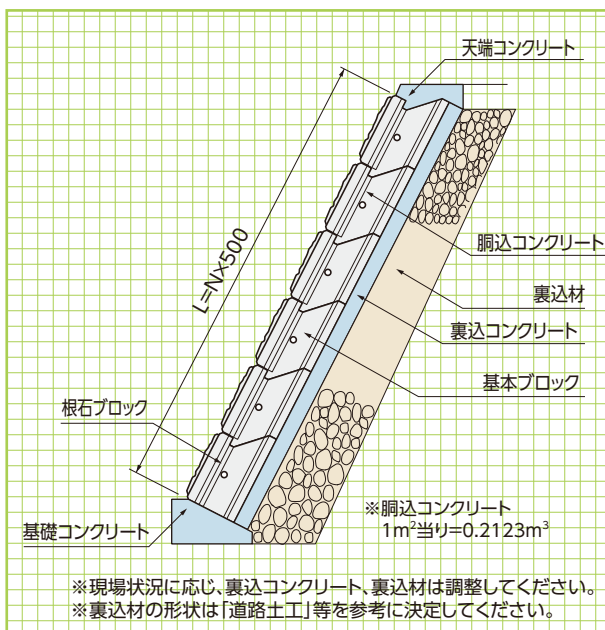 天端コンクリート
L=N×500
胴込コンクリート
裏込材
裏込コンクリート
基本ブロック
根石ブロック
基礎コンクリート
※胴込コンクリート
1m²当り=0.2123m³
※現場状況に応じ、裏込コンクリート、裏込材は調整してください。
※裏込材の形状は「道路土工」等を参考に決定してください。